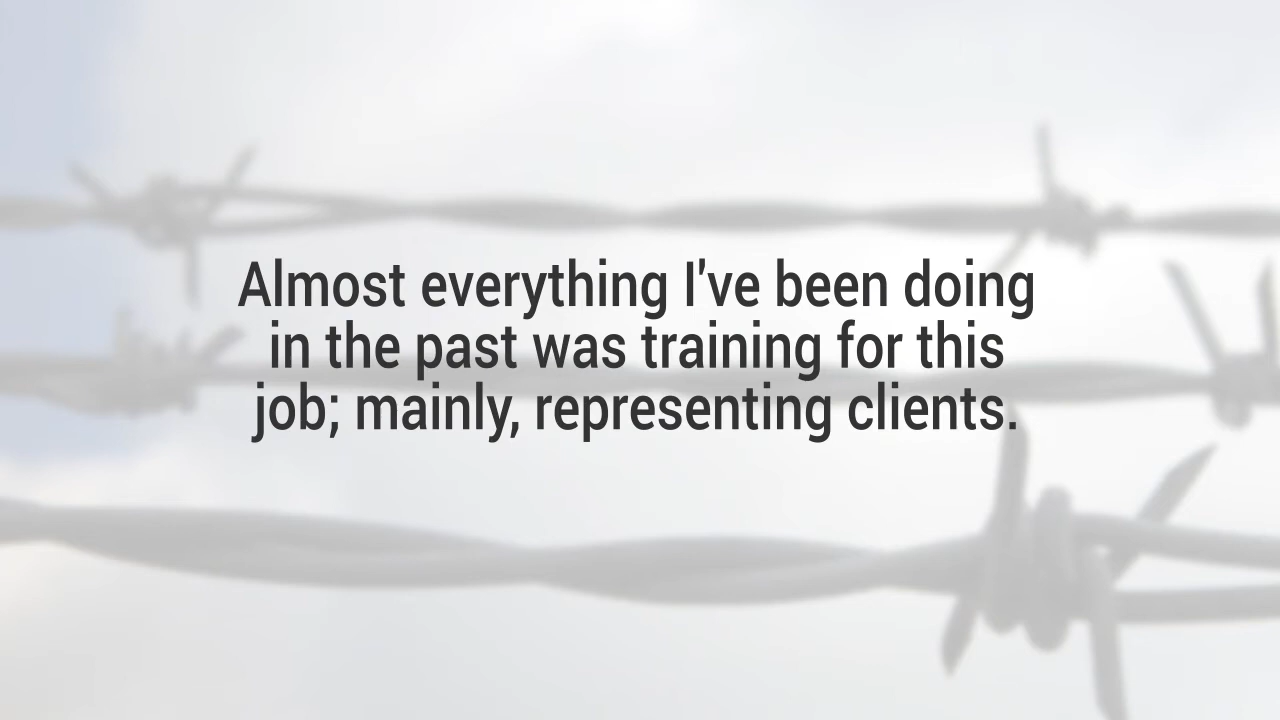 Almost everything I've been doing
in the past was training for this
job; mainly, representing clients.